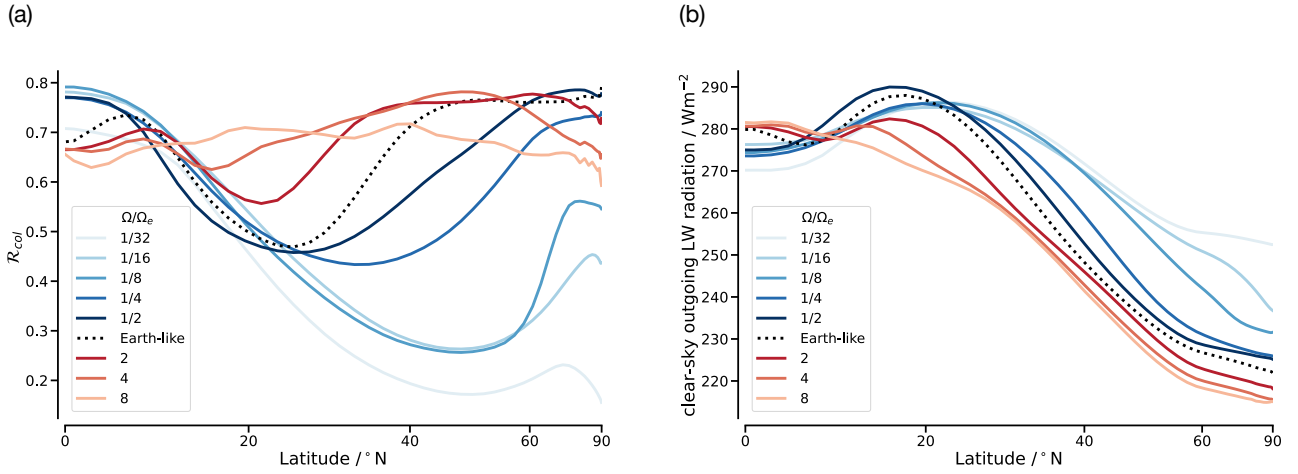 (a)
0.8
0.7
0.6
0.5
0.4
0.3
0.2
R_col
Ω/Ω_e
1/32
1/16
1/8
1/4
1/2
Earth-like
2
4
8
0 20 40 60 90
Latitude /°N
(b)
290
280
270
260
250
240
230
220
clear-sky outgoing LW radiation / Wm⁻²
Ω/Ω_e
1/32
1/16
1/8
1/4
1/2
Earth-like
2
4
8
0 20 40 60 90
Latitude /°N